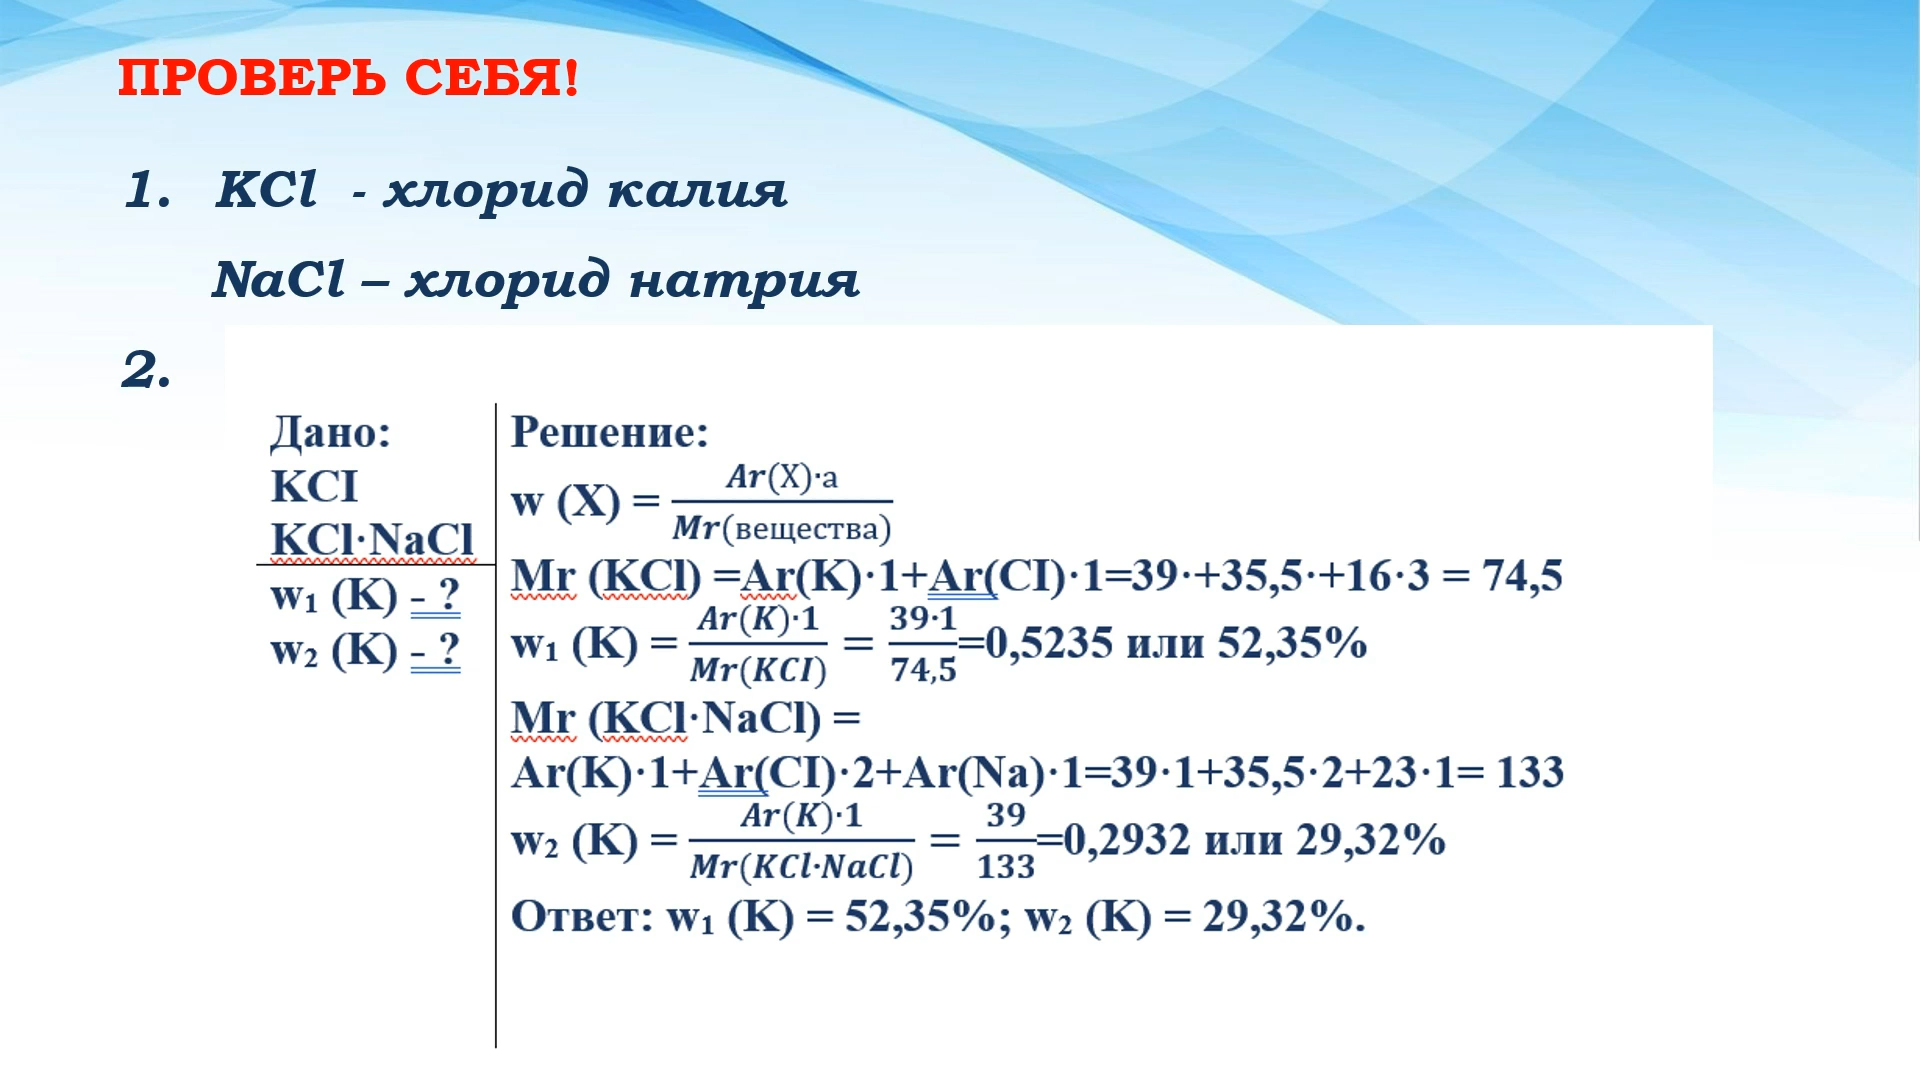 ПРОВЕРЬ СЕБЯ!
1. KCl - хлорид калия
NaCl – хлорид натрия
2.
Дано:
KCI
KCl·NaCl
w₁ (K) - ?
w₂ (K) - ?
Решение:
w (X) = Ar(X)·a / Mr(вещества)
Mr (KCl) =Ar(K)·1+Ar(CI)·1=39·+35,5·+16·3 = 74,5
w₁ (K) = Ar(K)·1 / Mr(KCI) = 39·1 / 74,5 =0,5235 или 52,35%
Mr (KCl·NaCl) =
Ar(K)·1+Ar(CI)·2+Ar(Na)·1=39·1+35,5·2+23·1= 133
w₂ (K) = Ar(K)·1 / Mr(KCl·NaCl) = 39 / 133 =0,2932 или 29,32%
Ответ: w₁ (K) = 52,35%; w₂ (K) = 29,32%.